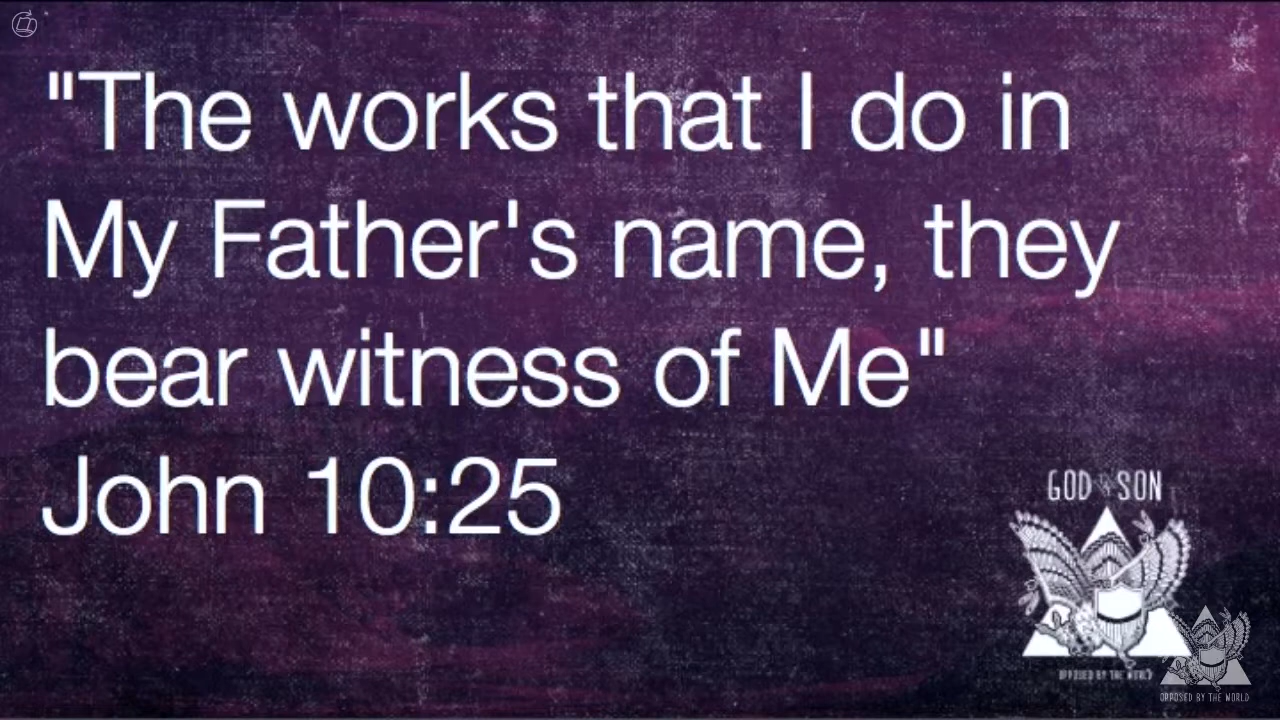 "The works that I do in
My Father's name, they
bear witness of Me"
John 10:25
GOD & SON
OPPOSED BY THE WORLD
OPPOSED BY THE WORLD